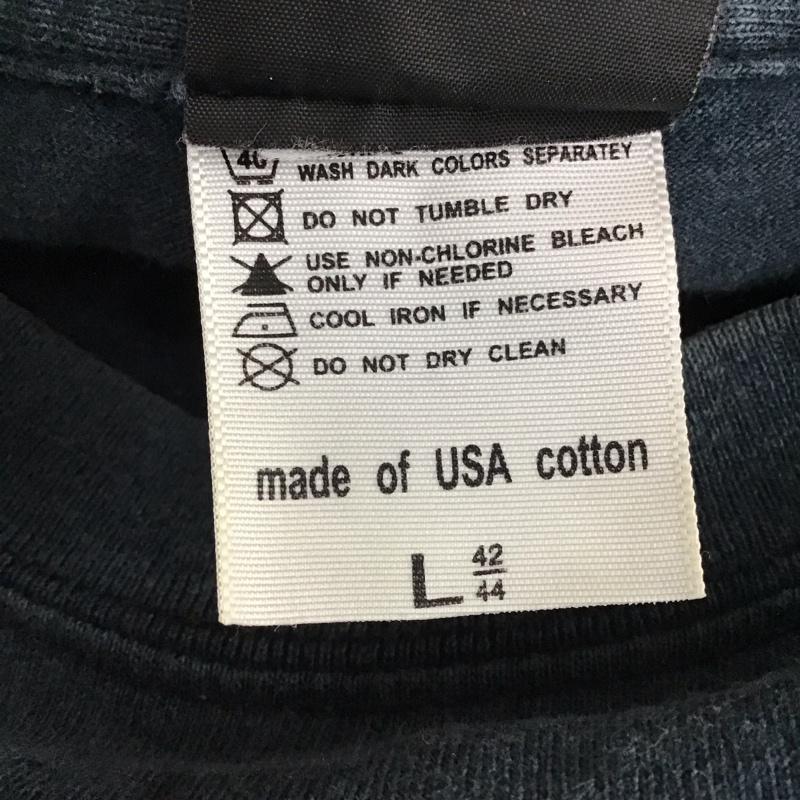 40
WASH DARK COLORS SEPARATEY
DO NOT TUMBLE DRY
USE NON-CHLORINE BLEACH
ONLY IF NEEDED
COOL IRON IF NECESSARY
DO NOT DRY CLEAN
made of USA cotton
L 42
44